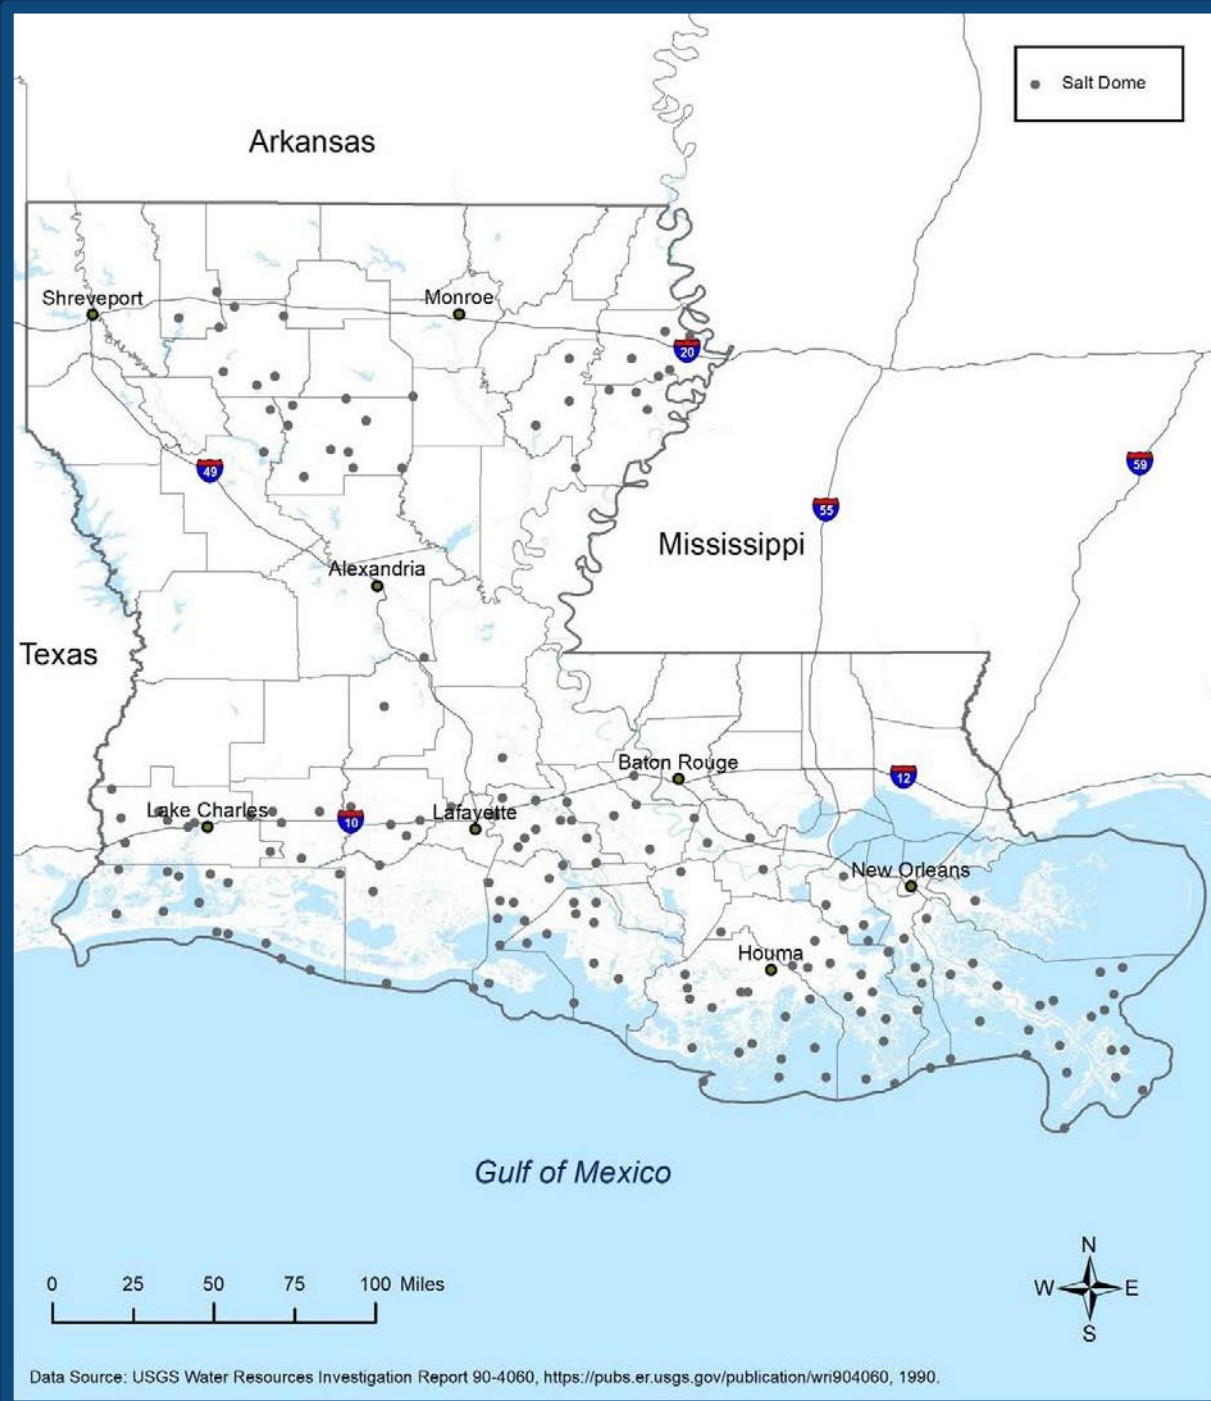 Salt Dome
Arkansas
Shreveport
Monroe
20
49
59
55
Mississippi
Alexandria
Texas
Baton Rouge
12
Lake Charles
Lafayette
10
New Orleans
Houma
Gulf of Mexico
N
W E
S
0 25 50 75 100 Miles
Data Source: USGS Water Resources Investigation Report 90-4060, https://pubs.er.usgs.gov/publication/wri904060, 1990.